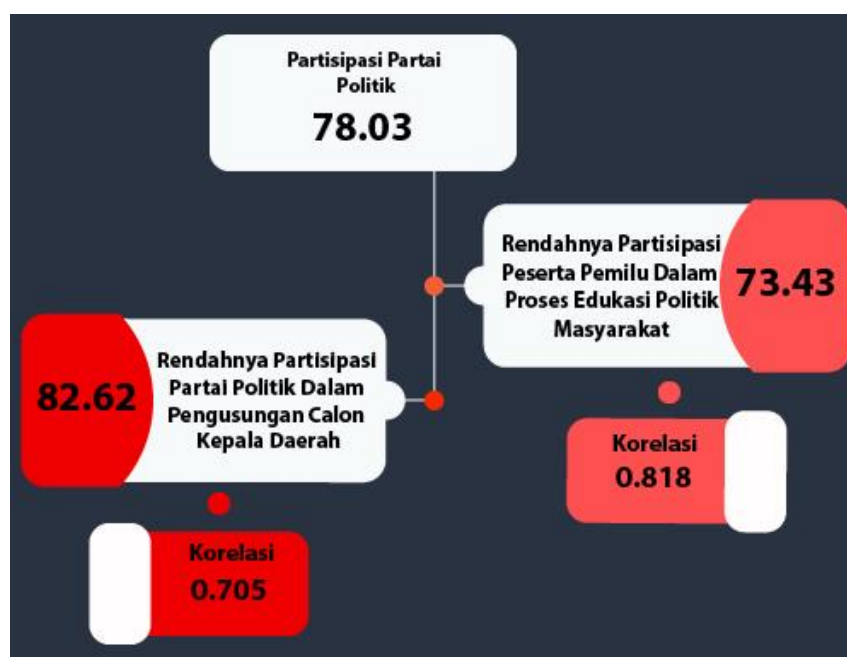 Partisipasi Partai
Politik
78.03
Rendahnya Partisipasi
Peserta Pemilu Dalam
Proses Edukasi Politik
Masyarakat
73.43
82.62
Rendahnya Partisipasi
Partai Politik Dalam
Pengusungan Calon
Kepala Daerah
Korelasi
0.818
Korelasi
0.705